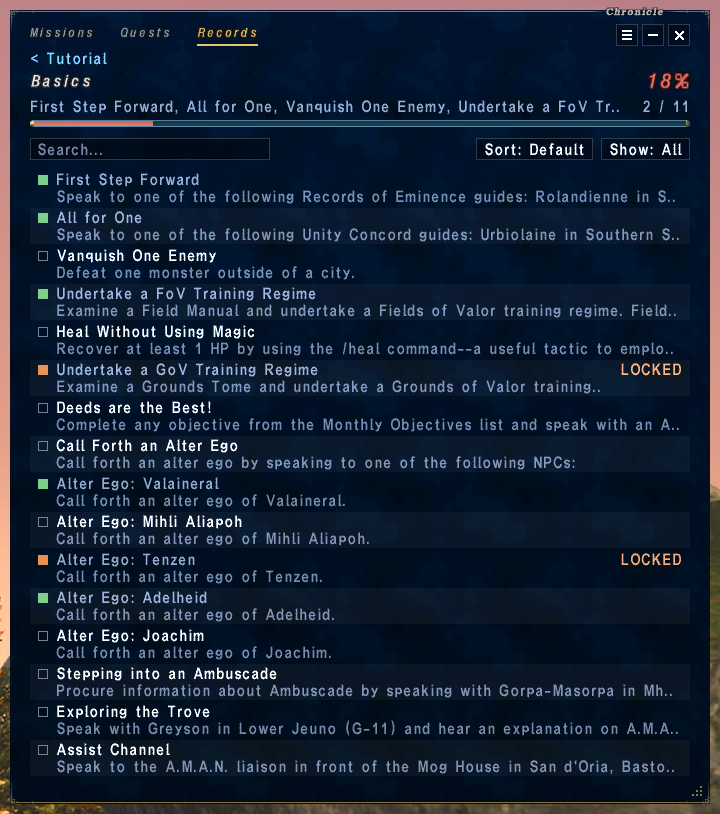 Chronicle
Missions Quests Records
< Tutorial
Basics 18%
First Step Forward, All for One, Vanquish One Enemy, Undertake a FoV Tr.. 2 / 11
Search... Sort: Default Show: All
First Step Forward
Speak to one of the following Records of Eminence guides: Rolandienne in S..
All for One
Speak to one of the following Unity Concord guides: Urbiolaine in Southern S..
Vanquish One Enemy
Defeat one monster outside of a city.
Undertake a FoV Training Regime
Examine a Field Manual and undertake a Fields of Valor training regime. Field..
Heal Without Using Magic
Recover at least 1 HP by using the /heal command--a useful tactic to emplo..
Undertake a GoV Training Regime LOCKED
Examine a Grounds Tome and undertake a Grounds of Valor training..
Deeds are the Best!
Complete any objective from the Monthly Objectives list and speak with an A..
Call Forth an Alter Ego
Call forth an alter ego by speaking to one of the following NPCs:
Alter Ego: Valaineral
Call forth an alter ego of Valaineral.
Alter Ego: Mihli Aliapoh
Call forth an alter ego of Mihli Aliapoh.
Alter Ego: Tenzen LOCKED
Call forth an alter ego of Tenzen.
Alter Ego: Adelheid
Call forth an alter ego of Adelheid.
Alter Ego: Joachim
Call forth an alter ego of Joachim.
Stepping into an Ambuscade
Procure information about Ambuscade by speaking with Gorpa-Masorpa in Mh..
Exploring the Trove
Speak with Greyson in Lower Jeuno (G-11) and hear an explanation on A.M.A..
Assist Channel
Speak to the A.M.A.N. liaison in front of the Mog House in San d'Oria, Basto..